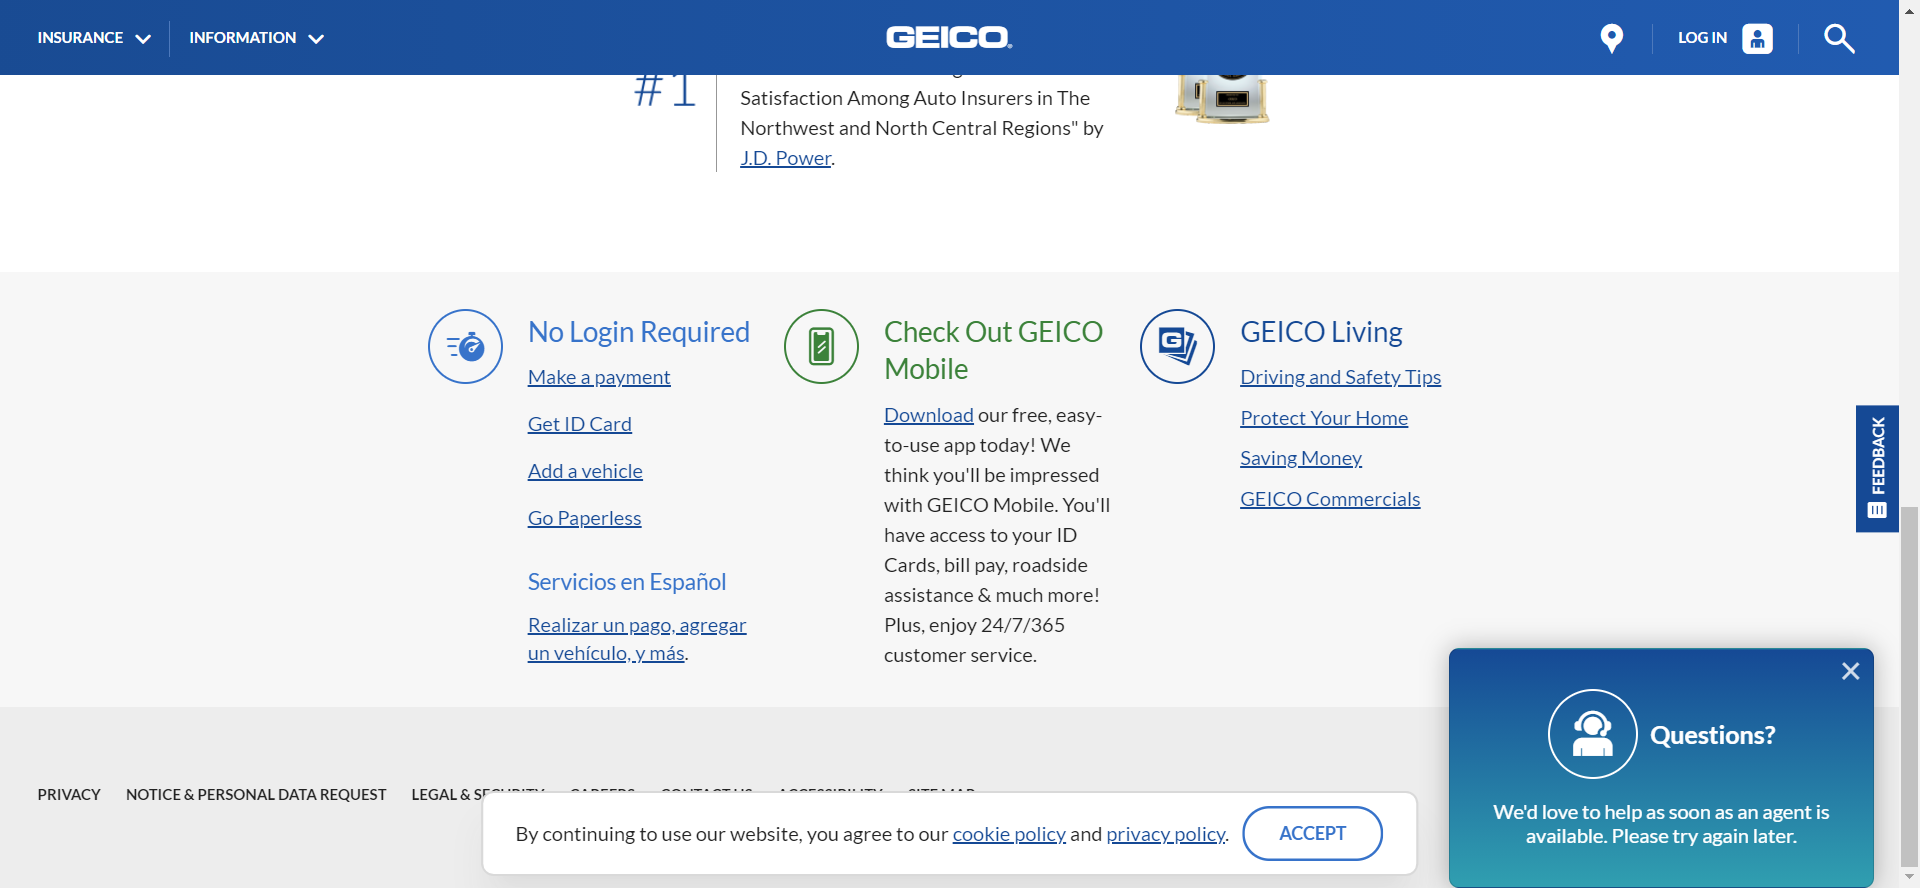 INSURANCE
INFORMATION
GEICO
LOG IN
#1
Satisfaction Among Auto Insurers in The
Northwest and North Central Regions" by
J.D. Power.
No Login Required
Make a payment
Get ID Card
Add a vehicle
Go Paperless
Servicios en Español
Realizar un pago, agregar
un vehículo, y más.
Check Out GEICO
Mobile
Download our free, easy-
to-use app today! We
think you'll be impressed
with GEICO Mobile. You'll
have access to your ID
Cards, bill pay, roadside
assistance & much more!
Plus, enjoy 24/7/365
customer service.
GEICO Living
Driving and Safety Tips
Protect Your Home
Saving Money
GEICO Commercials
FEEDBACK
Questions?
We'd love to help as soon as an agent is
available. Please try again later.
PRIVACY
NOTICE & PERSONAL DATA REQUEST
LEGAL & SECURITY
CAREERS
CONTACT US
ACCESSIBILITY
SITE MAP
By continuing to use our website, you agree to our cookie policy and privacy policy.
ACCEPT